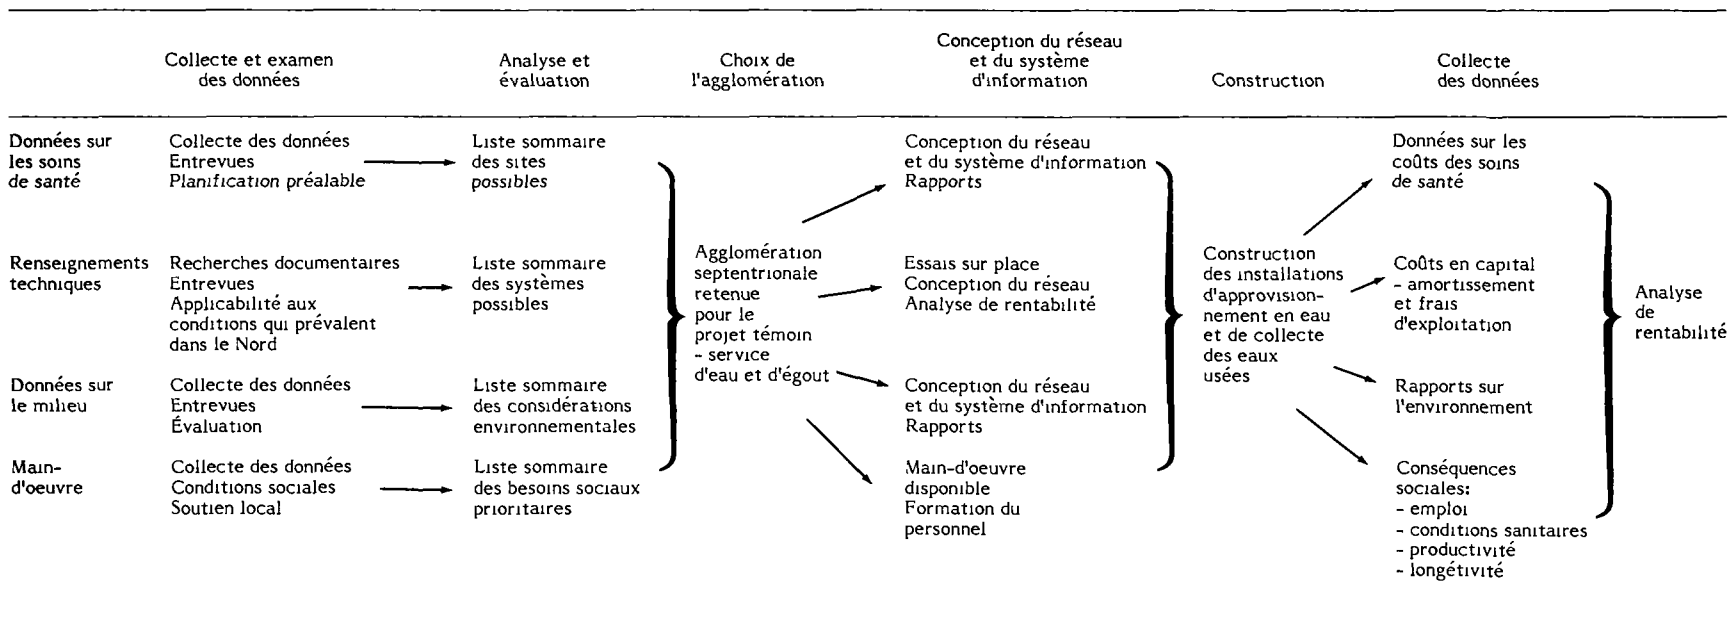 Collecte et examen
des données
Analyse et
évaluation
Choix de
l'agglomération
Conception du réseau
et du système
d'information
Construction
Collecte
des données
Données sur
les soins
de santé
Collecte des données
Entrevues
Planification préalable
Liste sommaire
des sites
possibles
Conception du réseau
et du système d'information
Rapports
Données sur les
coûts des soins
de santé
Renseignements
techniques
Recherches documentaires
Entrevues
Applicabilité aux
conditions qui prévalent
dans le Nord
Liste sommaire
des systèmes
possibles
Agglomération
septentrionale
retenue
pour le
projet témoin
- service
d'eau et d'égout
Essais sur place
Conception du réseau
Analyse de rentabilité
Construction
des installations
d'approvision-
nement en eau
et de collecte
des eaux
usées
Coûts en capital
- amortissement
et frais
d'exploitation
Analyse
de
rentabilité
Données sur
le milieu
Collecte des données
Entrevues
Évaluation
Liste sommaire
des considérations
environnementales
Conception du réseau
et du système d'information
Rapports
Rapports sur
l'environnement
Main-
d'oeuvre
Collecte des données
Conditions sociales
Soutien local
Liste sommaire
des besoins sociaux
prioritaires
Main-d'oeuvre
disponible
Formation du
personnel
Conséquences
sociales:
- emploi
- conditions sanitaires
- productivité
- longétivité